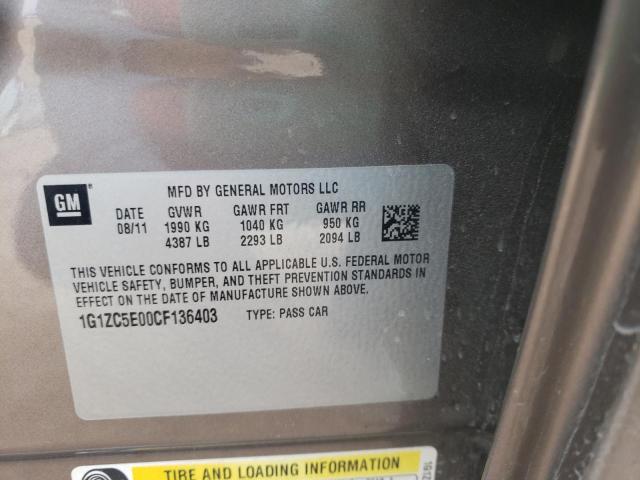 GM
MFD BY GENERAL MOTORS LLC
DATE GVWR GAWR FRT GAWR RR
08/11 1990 KG 1040 KG 950 KG
4387 LB 2293 LB 2094 LB
THIS VEHICLE CONFORMS TO ALL APPLICABLE U.S. FEDERAL MOTOR
VEHICLE SAFETY, BUMPER, AND THEFT PREVENTION STANDARDS IN
EFFECT ON THE DATE OF MANUFACTURE SHOWN ABOVE.
1G1ZC5E00CF136403 TYPE: PASS CAR
TIRE AND LOADING INFORMATION